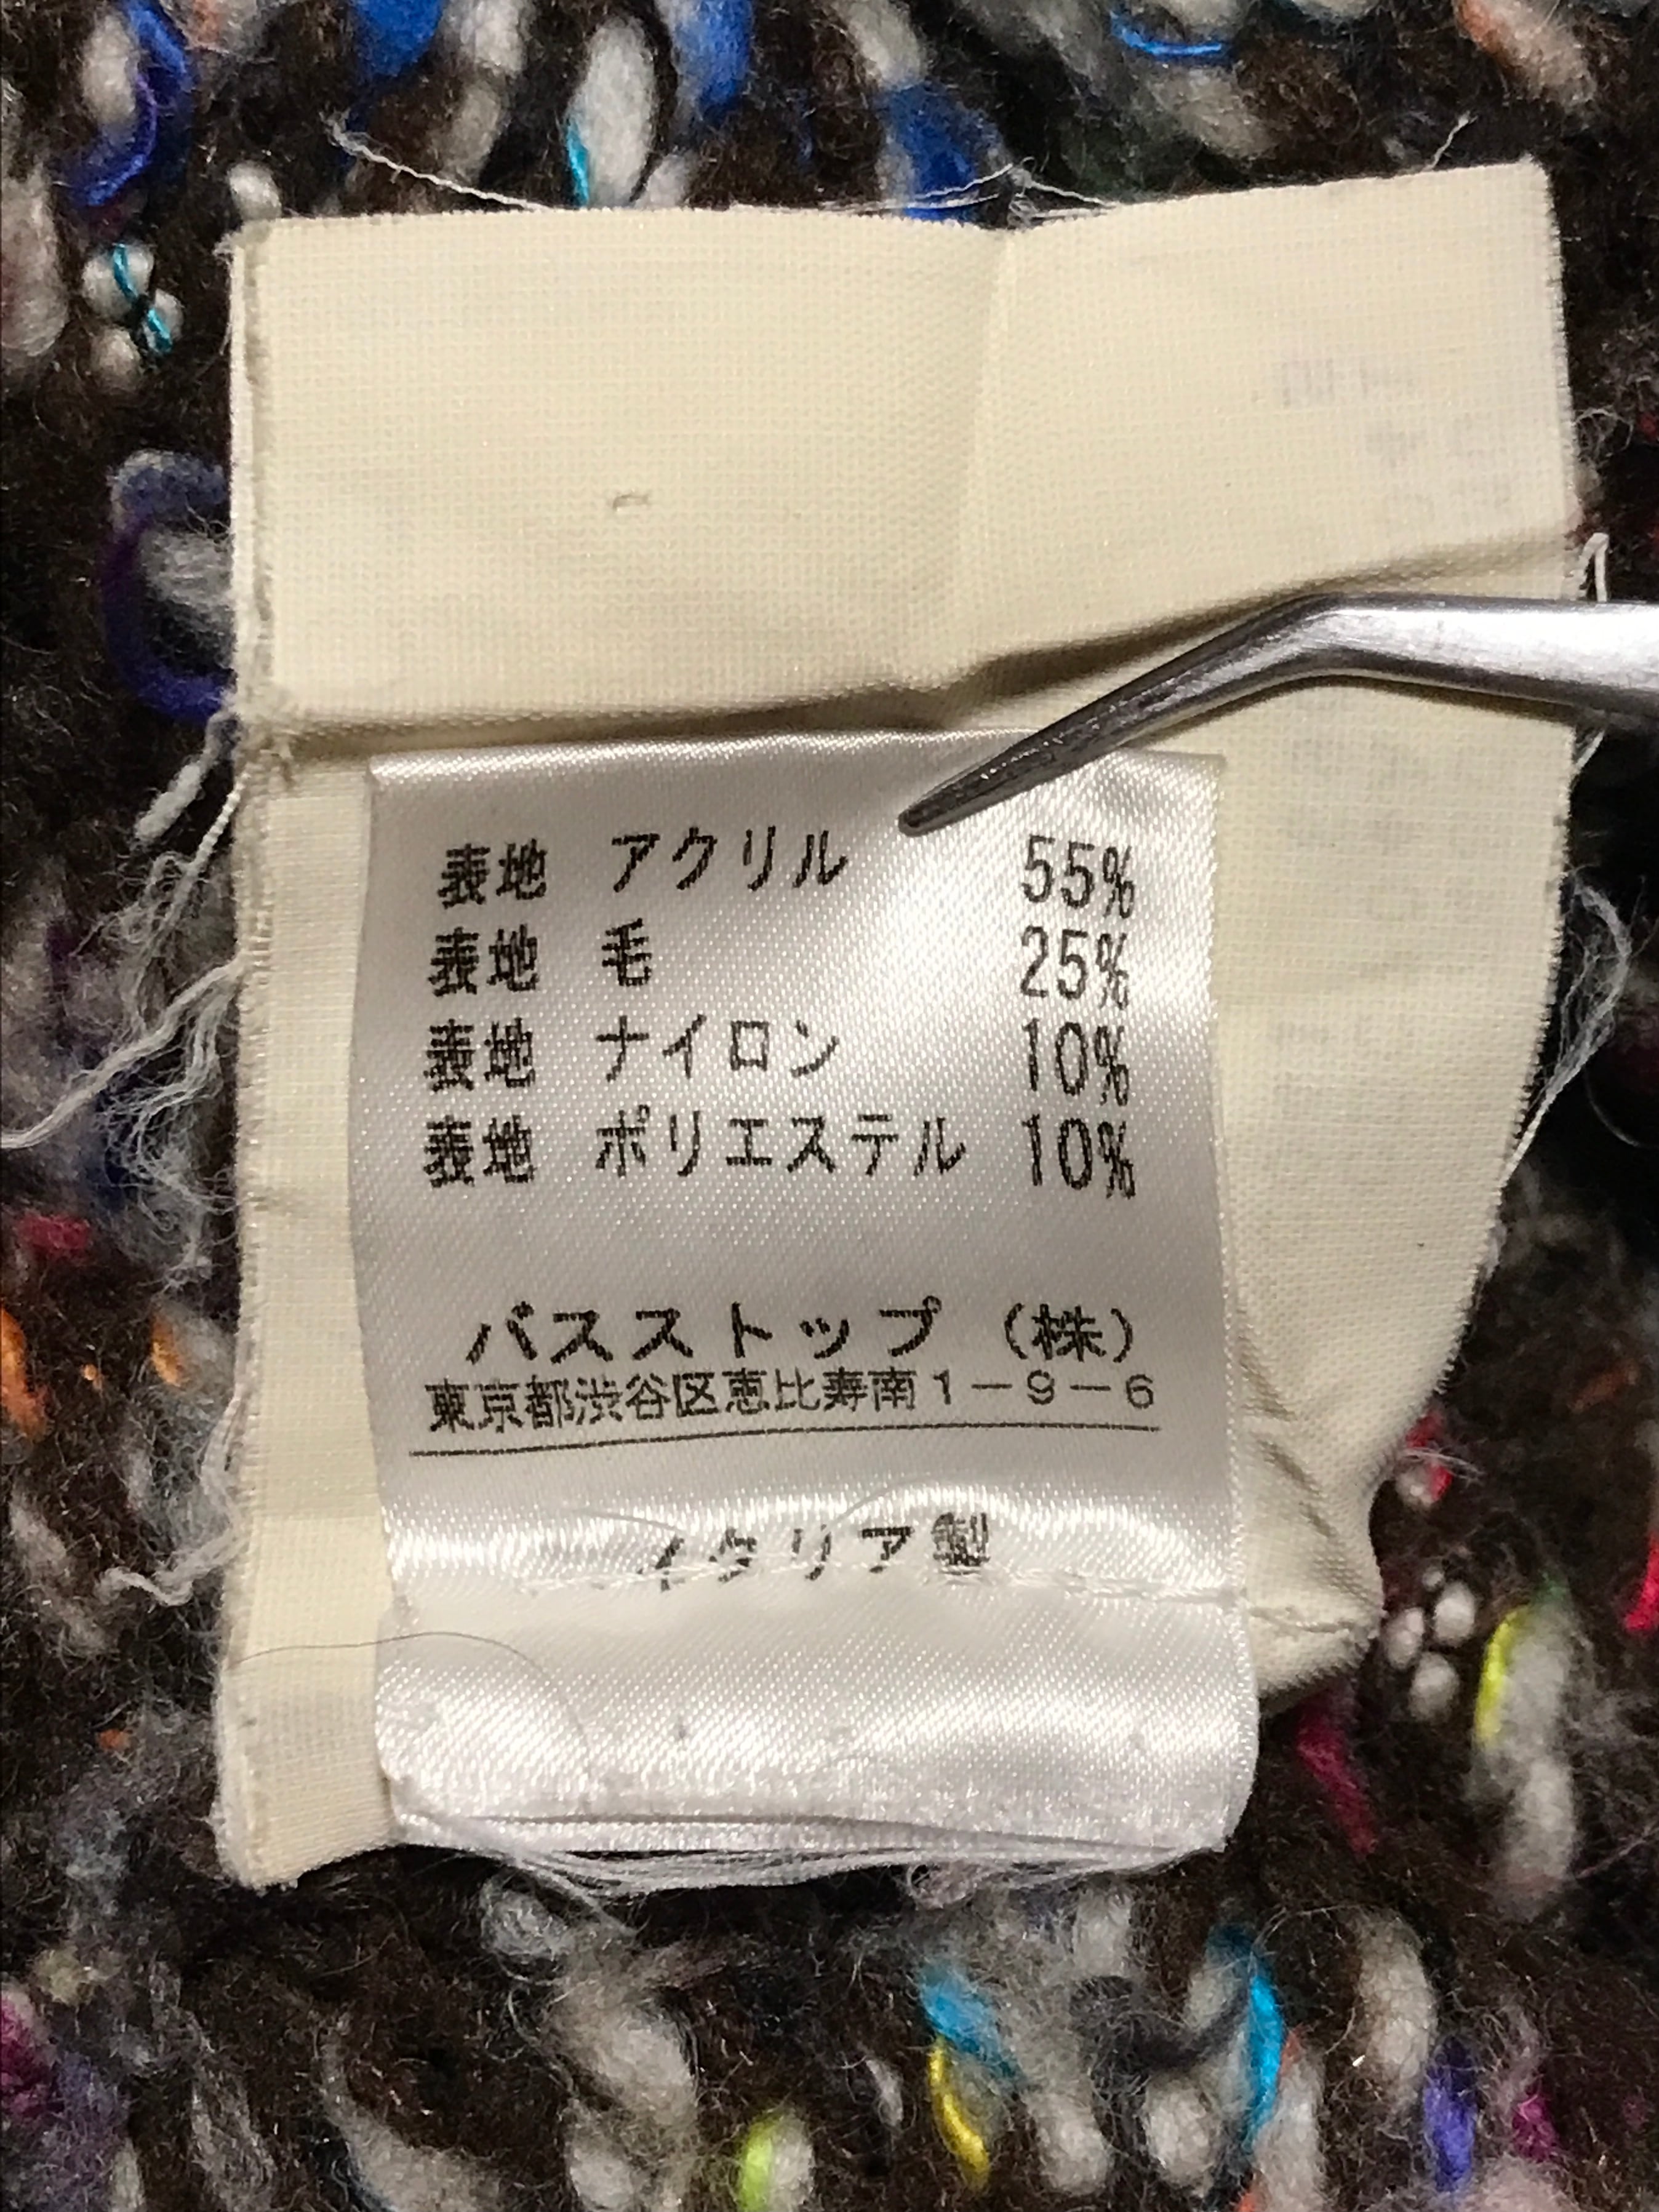 表地 アクリル 55%
表地 毛 25%
表地 ナイロン 10%
表地 ポリエステル 10%
バスストップ (株)
東京都渋谷区恵比寿南1-9-6
イタリア製